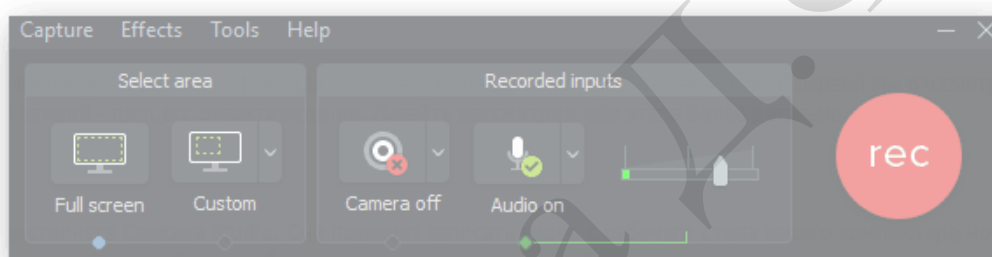 Capture Effects Tools Help
Select area
Recorded inputs
Full screen
Custom
Camera off
Audio on
rec